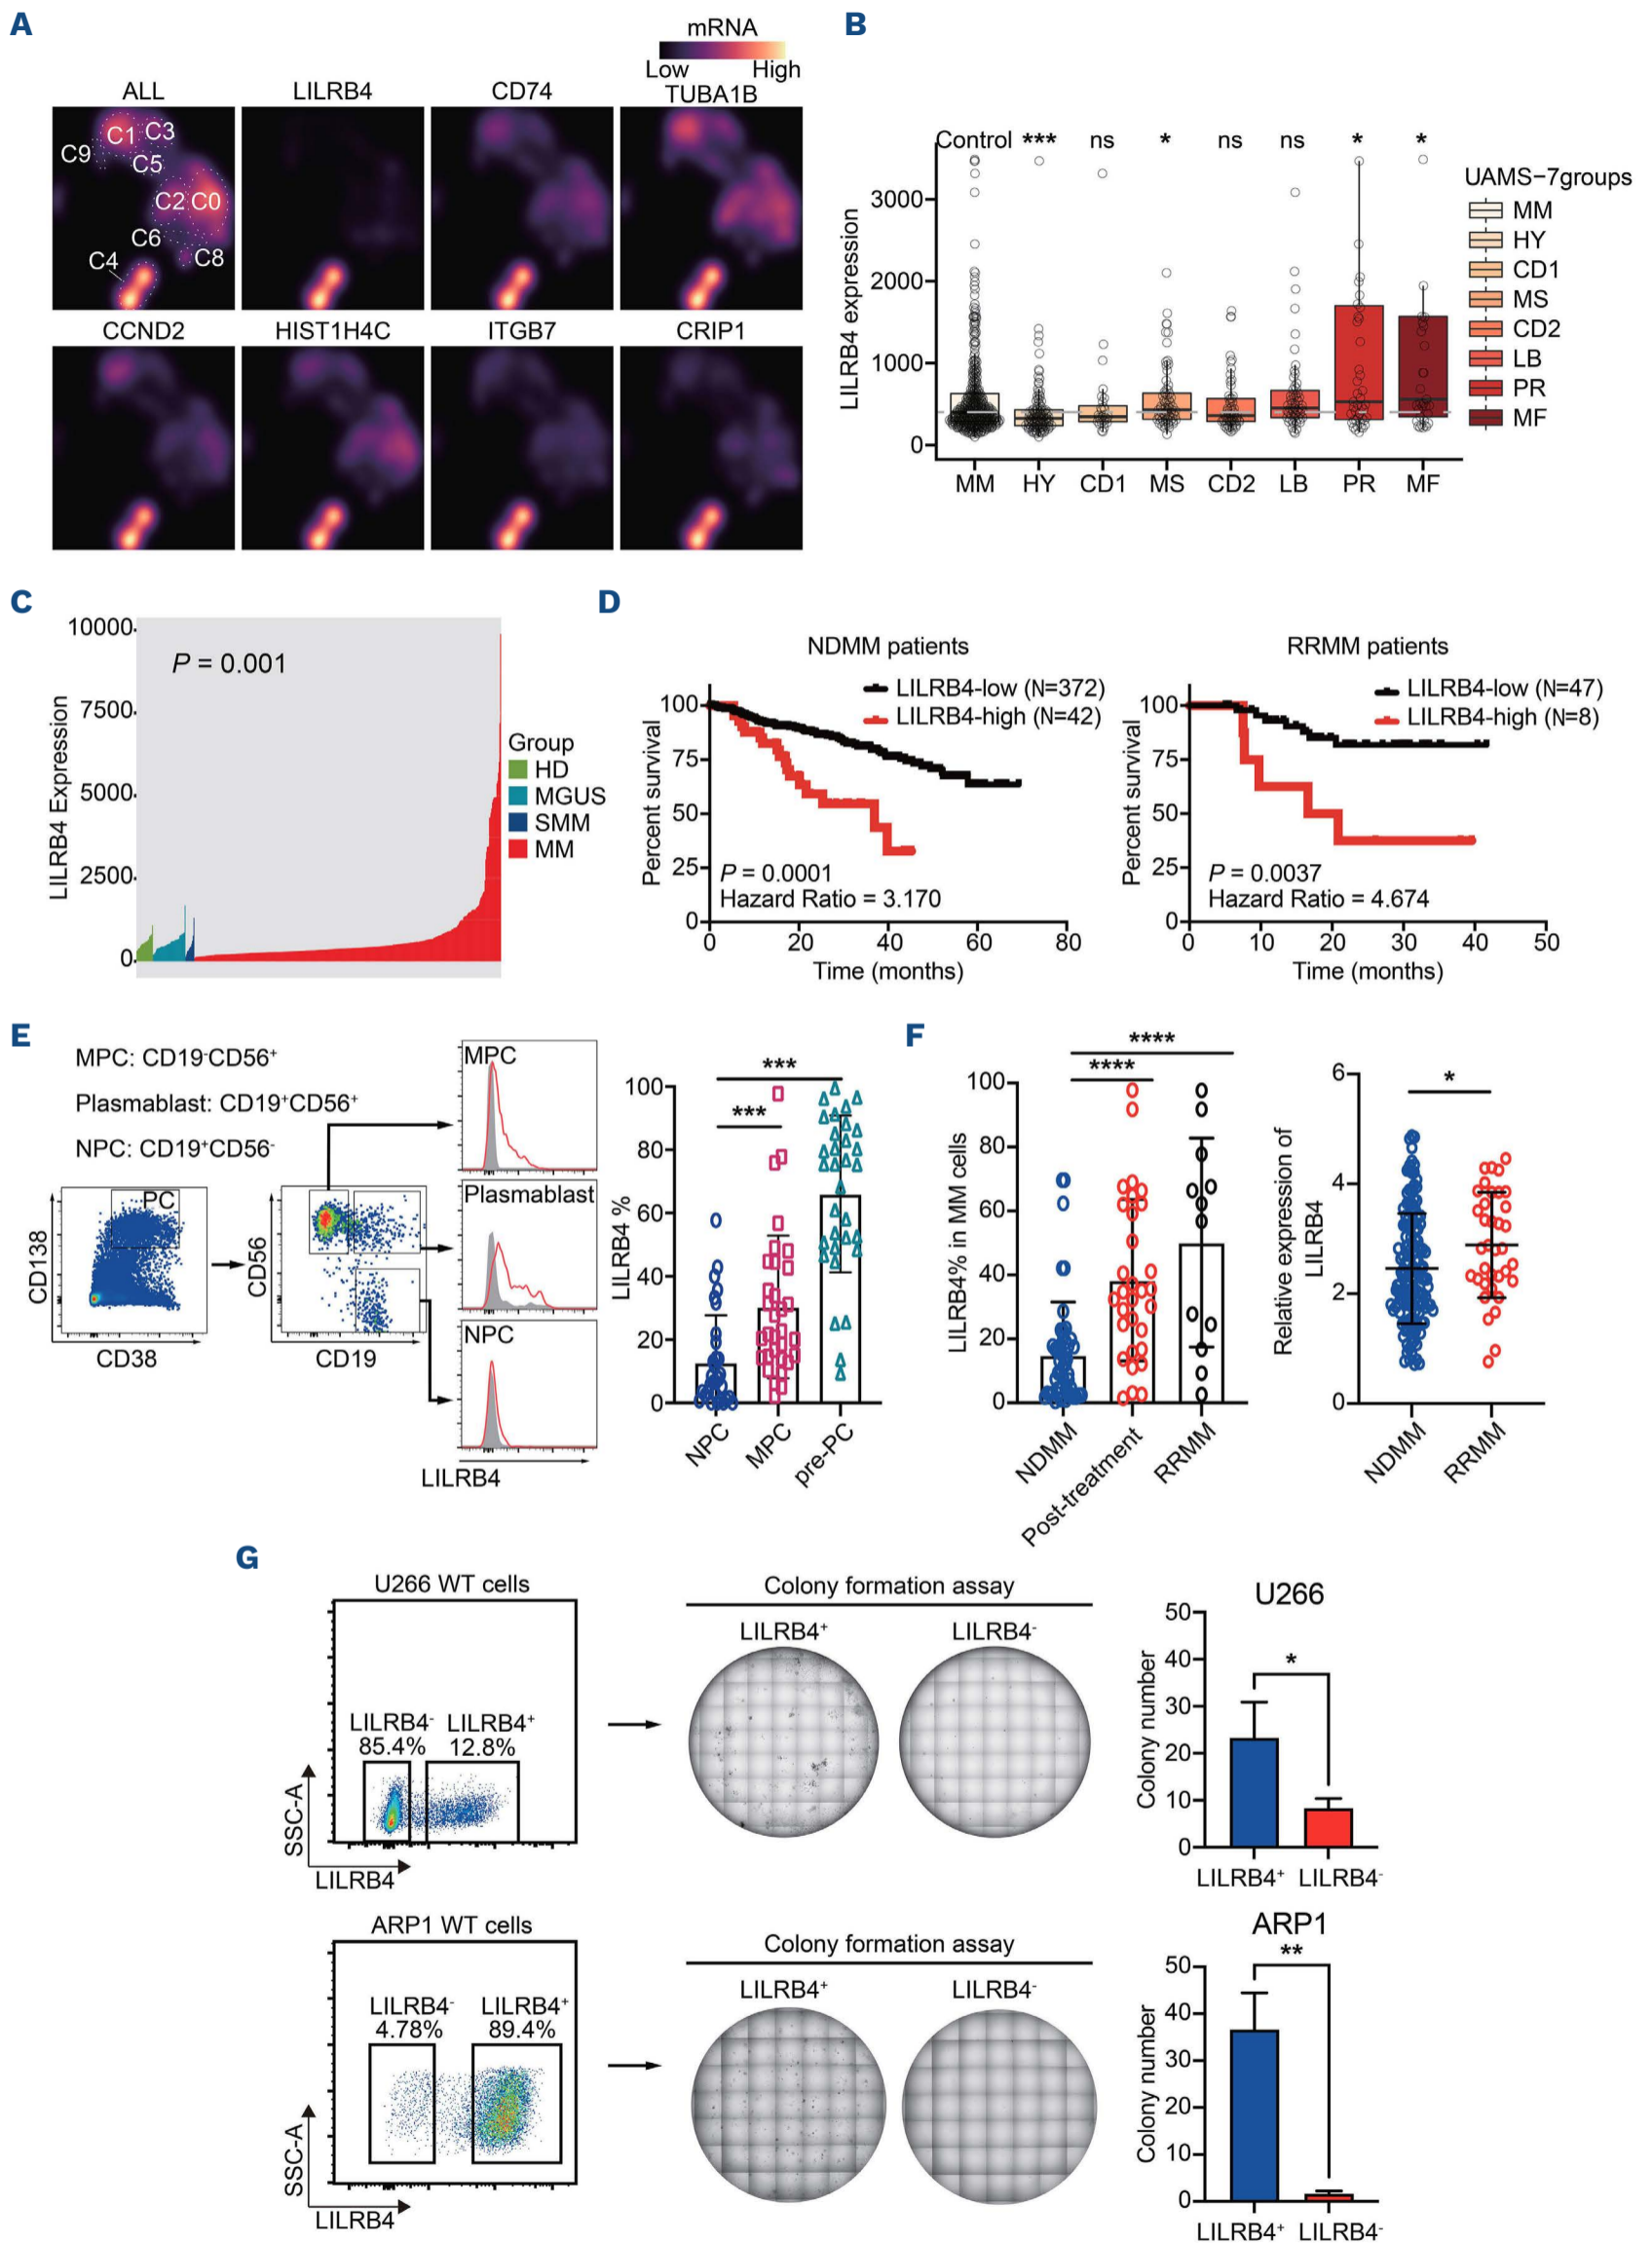 A
mRNA
Low High
ALL LILRB4 CD74 TUBA1B
C1 C3
C9
C5
C2 C0
C6
C8
C4
CCND2 HIST1H4C ITGB7 CRIP1
B
LILRB4 expression
Control *** ns * ns ns * *
3000
2000
1000
0
MM HY CD1 MS CD2 LB PR MF
UAMS−7groups
MM
HY
CD1
MS
CD2
LB
PR
MF
C
LILRB4 Expression
10000
7500
5000
2500
0
P = 0.001
Group
HD
MGUS
SMM
MM
D
NDMM patients
LILRB4-low (N=372)
LILRB4-high (N=42)
Percent survival
100
75
50
25
0
P = 0.0001
Hazard Ratio = 3.170
0 20 40 60 80
Time (months)
RRMM patients
LILRB4-low (N=47)
LILRB4-high (N=8)
Percent survival
100
75
50
25
0
P = 0.0037
Hazard Ratio = 4.674
0 10 20 30 40 50
Time (months)
E
MPC: CD19⁻CD56⁺
Plasmablast: CD19⁺CD56⁺
NPC: CD19⁺CD56⁻
PC
CD138
CD38
CD56
CD19
MPC
Plasmablast
NPC
LILRB4
LILRB4 %
100
80
60
40
20
0
***
***
NPC MPC pre-PC
F
LILRB4% in MM cells
100
80
60
40
20
0
****
****
NDMM Post-treatment RRMM
Relative expression of
LILRB4
6
4
2
0
*
NDMM RRMM
G
U266 WT cells
LILRB4⁻ LILRB4⁺
85.4% 12.8%
SSC-A
LILRB4
Colony formation assay
LILRB4⁺ LILRB4⁻
U266
Colony number
50
40
30
20
10
0
*
LILRB4⁺ LILRB4⁻
ARP1 WT cells
LILRB4⁻ LILRB4⁺
4.78% 89.4%
SSC-A
LILRB4
Colony formation assay
LILRB4⁺ LILRB4⁻
ARP1
Colony number
50
40
30
20
10
0
**
LILRB4⁺ LILRB4⁻